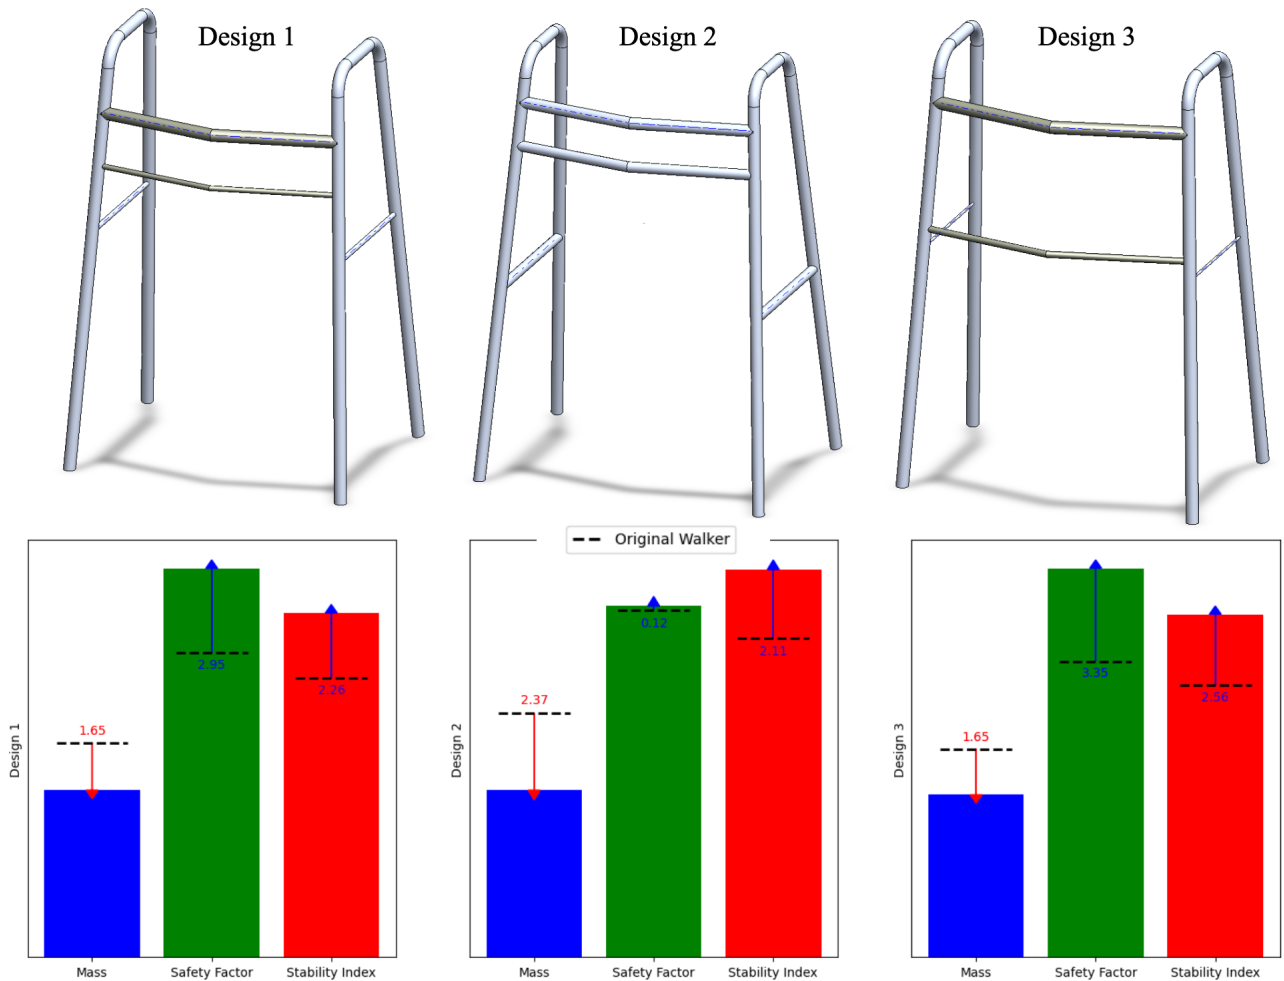 Design 1
Design 2
Design 3
Original Walker
Design 1
1.65
2.95
2.26
Mass
Safety Factor
Stability Index
Design 2
2.37
0.12
2.11
Mass
Safety Factor
Stability Index
Design 3
1.65
3.35
2.56
Mass
Safety Factor
Stability Index